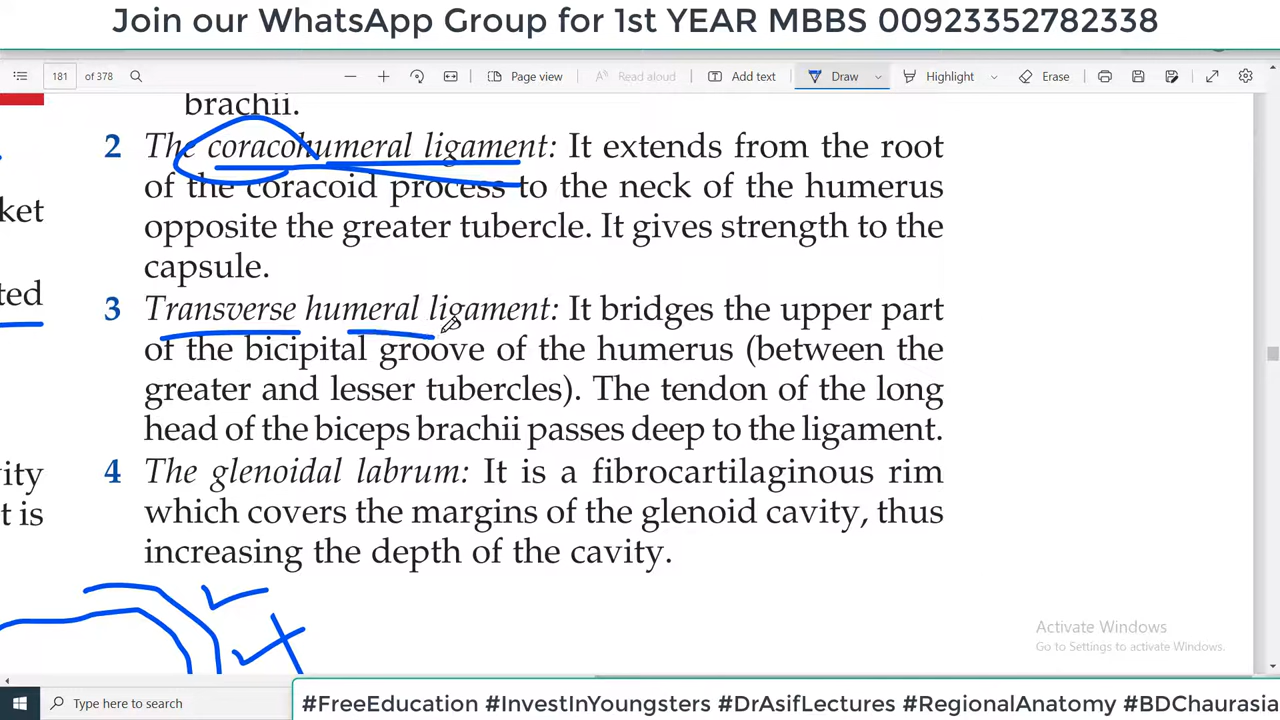 Join our WhatsApp Group for 1st YEAR MBBS 00923352782338
181 of 378
Page view
Read aloud
Add text
Draw
Highlight
Erase
brachii.
2 The coracohumeral ligament: It extends from the root
of the coracoid process to the neck of the humerus
ket
opposite the greater tubercle. It gives strength to the
capsule.
ted
3 Transverse humeral ligament: It bridges the upper part
of the bicipital groove of the humerus (between the
greater and lesser tubercles). The tendon of the long
head of the biceps brachii passes deep to the ligament.
vity
4 The glenoidal labrum: It is a fibrocartilaginous rim
t is
which covers the margins of the glenoid cavity, thus
increasing the depth of the cavity.
Activate Windows
Go to Settings to activate Windows.
Type here to search
#FreeEducation #InvestInYoungsters #DrAsifLectures #RegionalAnatomy #BDChaurasia